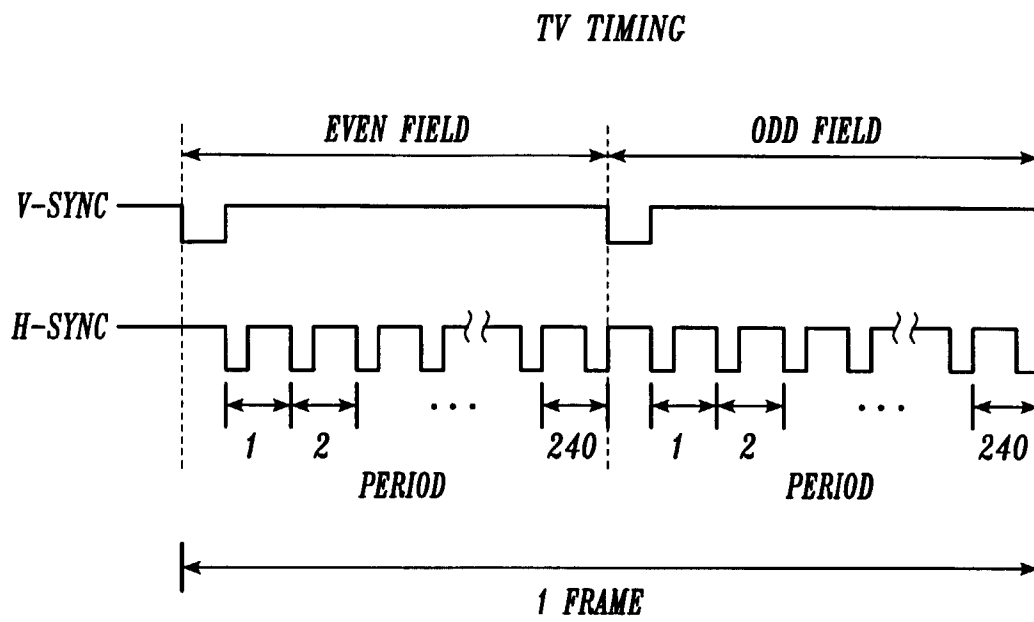 TV TIMING
EVEN FIELD
ODD FIELD
V-SYNC
H-SYNC
1 2 ... 240 1 2 ... 240
PERIOD PERIOD
1 FRAME